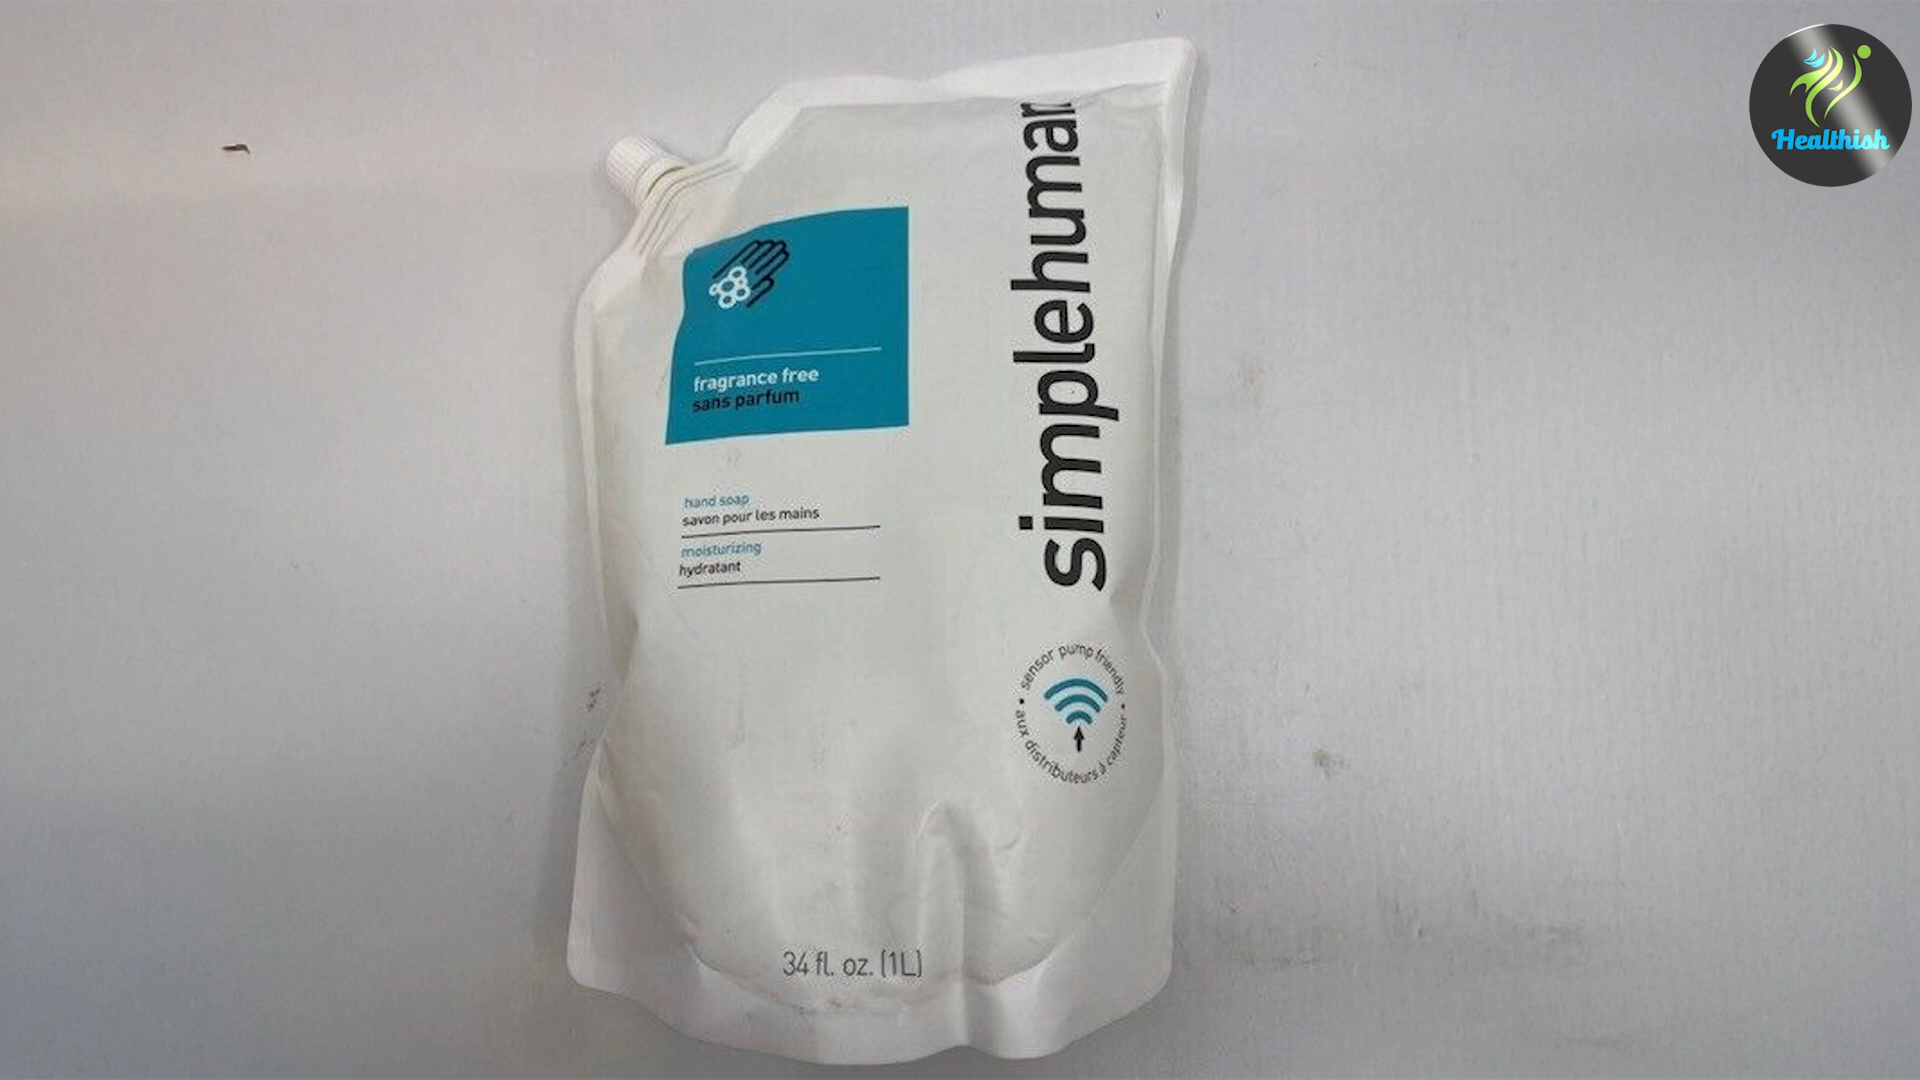 Healthish
simplehuman
fragrance free
sans parfum
hand soap
savon pour les mains
moisturizing
hydratant
sensor pump friendly
aux distributeurs à capteur
34 fl. oz. (1L)